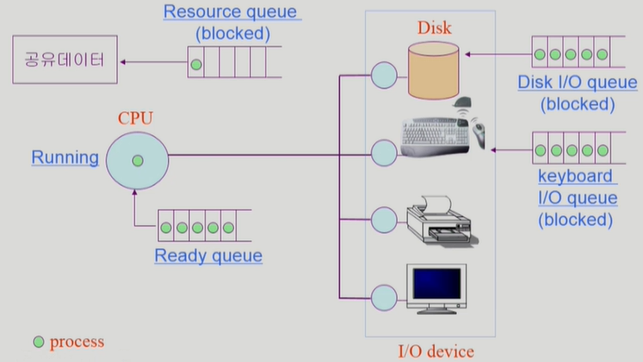 Resource queue
(blocked)
공유데이터
Disk
Disk I/O queue
(blocked)
CPU
Running
keyboard
I/O queue
(blocked)
Ready queue
process
I/O device